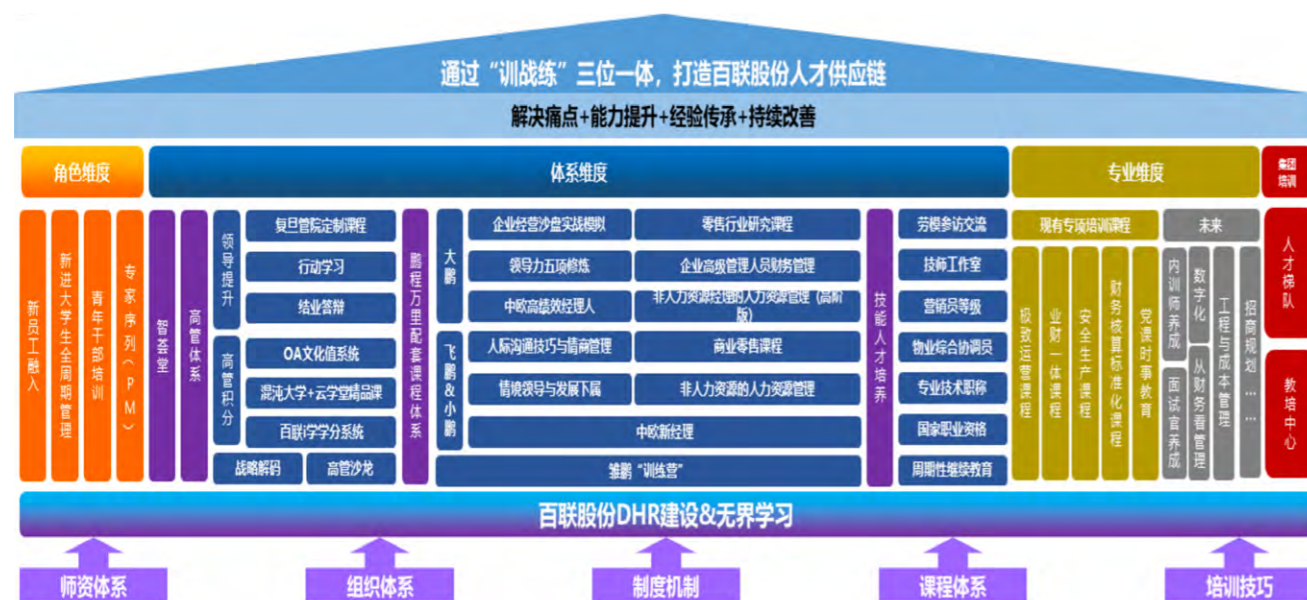 通过“训战练”三位一体，打造百联股份人才供应链
解决痛点+能力提升+经验传承+持续改善
角色维度
体系维度
专业维度
集团
培训
新员工融入
新进大学生全周期管理
青年干部培训
专家序列（PM）
智荟堂
高管体系
领导提升
复旦管院定制课程
行动学习
结业答辩
高管积分
OA文化值系统
混沌大学+云学堂精品课
百联i学学分系统
战略解码
高管沙龙
鹏程万里配套课程体系
大鹏
企业经营沙盘实战模拟
零售行业研究课程
领导力五项修炼
企业高级管理人员财务管理
中欧高绩效经理人
非人力资源经理的人力资源管理（高阶
版）
飞鹏&小鹏
人际沟通技巧与情商管理
商业零售课程
情境领导与发展下属
非人力资源的人力资源管理
中欧新经理
雏鹏“训练营”
技能人才培养
劳模参访交流
技师工作室
营销员等级
物业综合协调员
专业技术职称
国家职业资格
周期性继续教育
现有专项培训课程
极致运营课程
业财一体课程
安全生产课程
财务核算标准化课程
党课时事教育
未来
内训师养成
面试官养成
数字化
从财务看管理
工程与成本管理
招商规划……
人才梯队
教培中心
百联股份DHR建设&无界学习
师资体系
组织体系
制度机制
课程体系
培训技巧